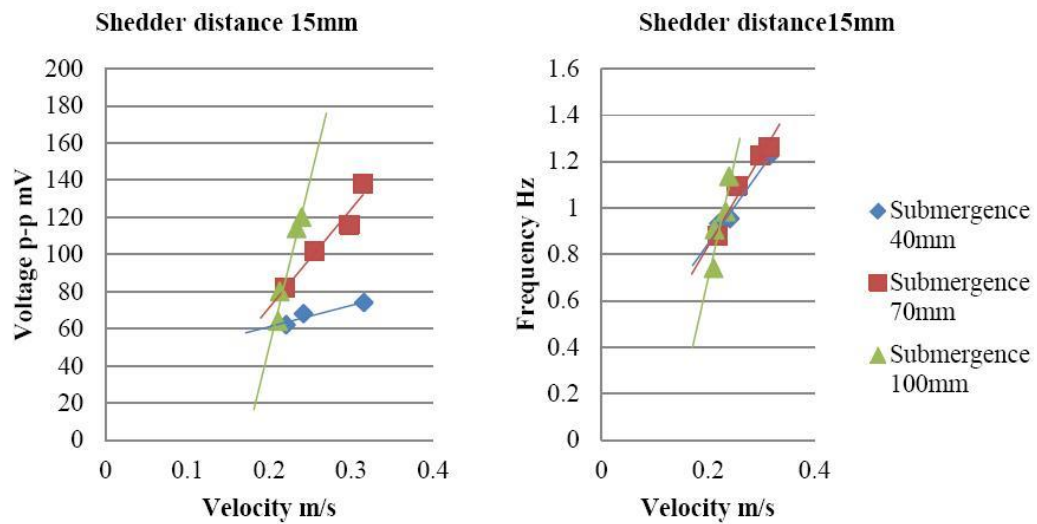 Shedder distance 15mm
200
180
160
140
120
100
80
60
40
20
0
0
0.1
0.2
0.3
0.4
Voltage p-p mV
Velocity m/s
Shedder distance15mm
1.6
1.4
1.2
1
0.8
0.6
0.4
0.2
0
0
0.2
0.4
Frequency Hz
Velocity m/s
Submergence
40mm
Submergence
70mm
Submergence
100mm